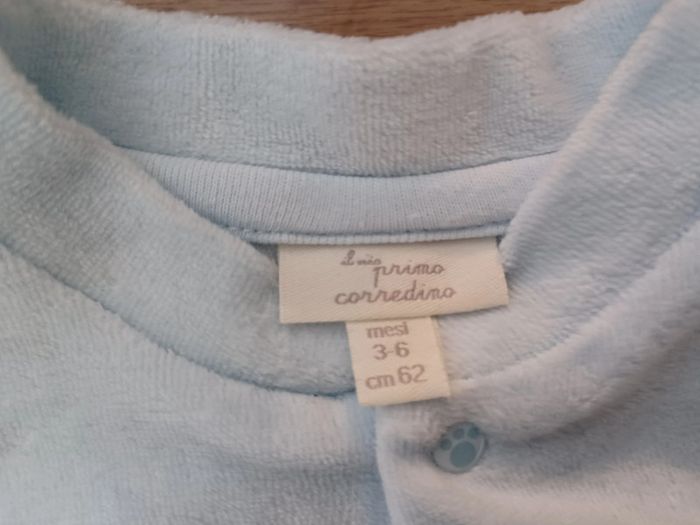 il mio
primo
corredino
mesi
3-6
cm 62